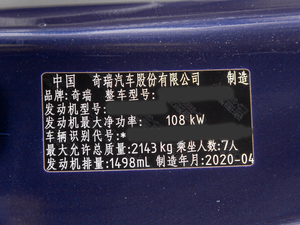 中国 奇瑞汽车股份有限公司 制造
品牌:奇瑞 整车型号:
发动机型号:
发动机最大净功率: 108 kW
车辆识别代号:*
最大允许总质量:2143 kg 乘坐人数:7人
发动机排量:1498mL 制造年月:2020-04